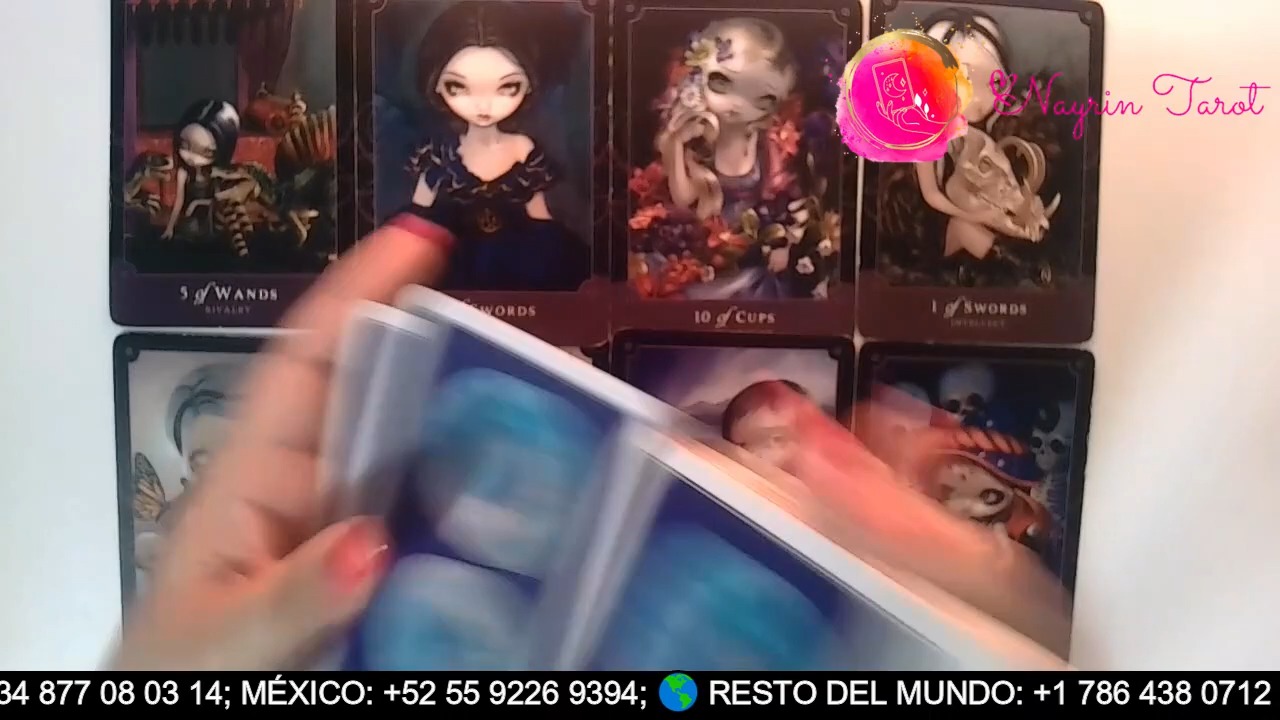 Nayrin Tarot
5 of WANDS
RIVALRY
SWORDS
10 of CUPS
1 of SWORDS
INTELLECT
34 877 08 03 14; MÉXICO: +52 55 9226 9394; 🌎 RESTO DEL MUNDO: +1 786 438 0712